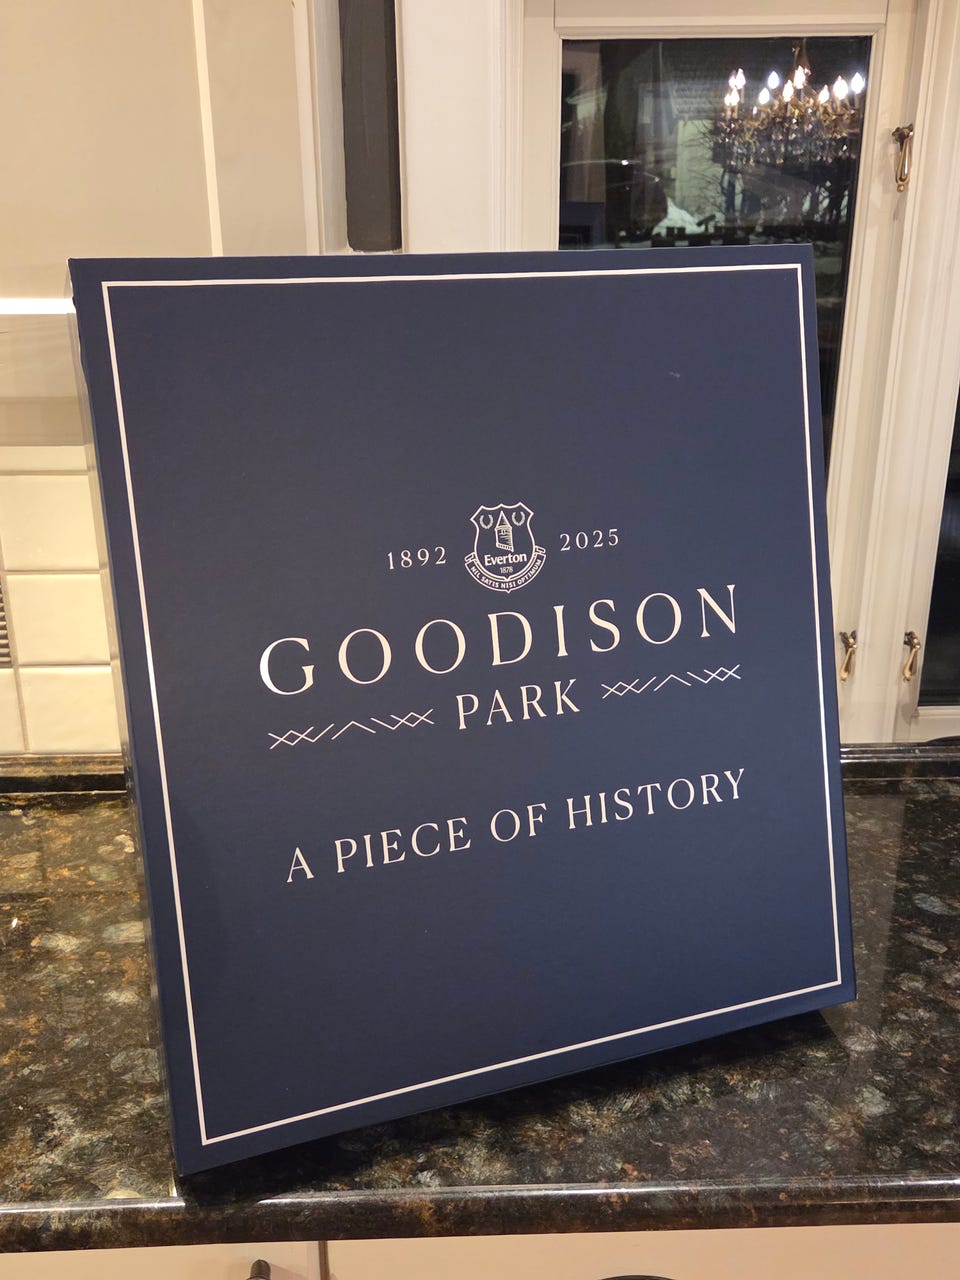 1892 2025
Everton
1878
NIL SATIS NISI OPTIMUM
GOODISON
PARK
A PIECE OF HISTORY